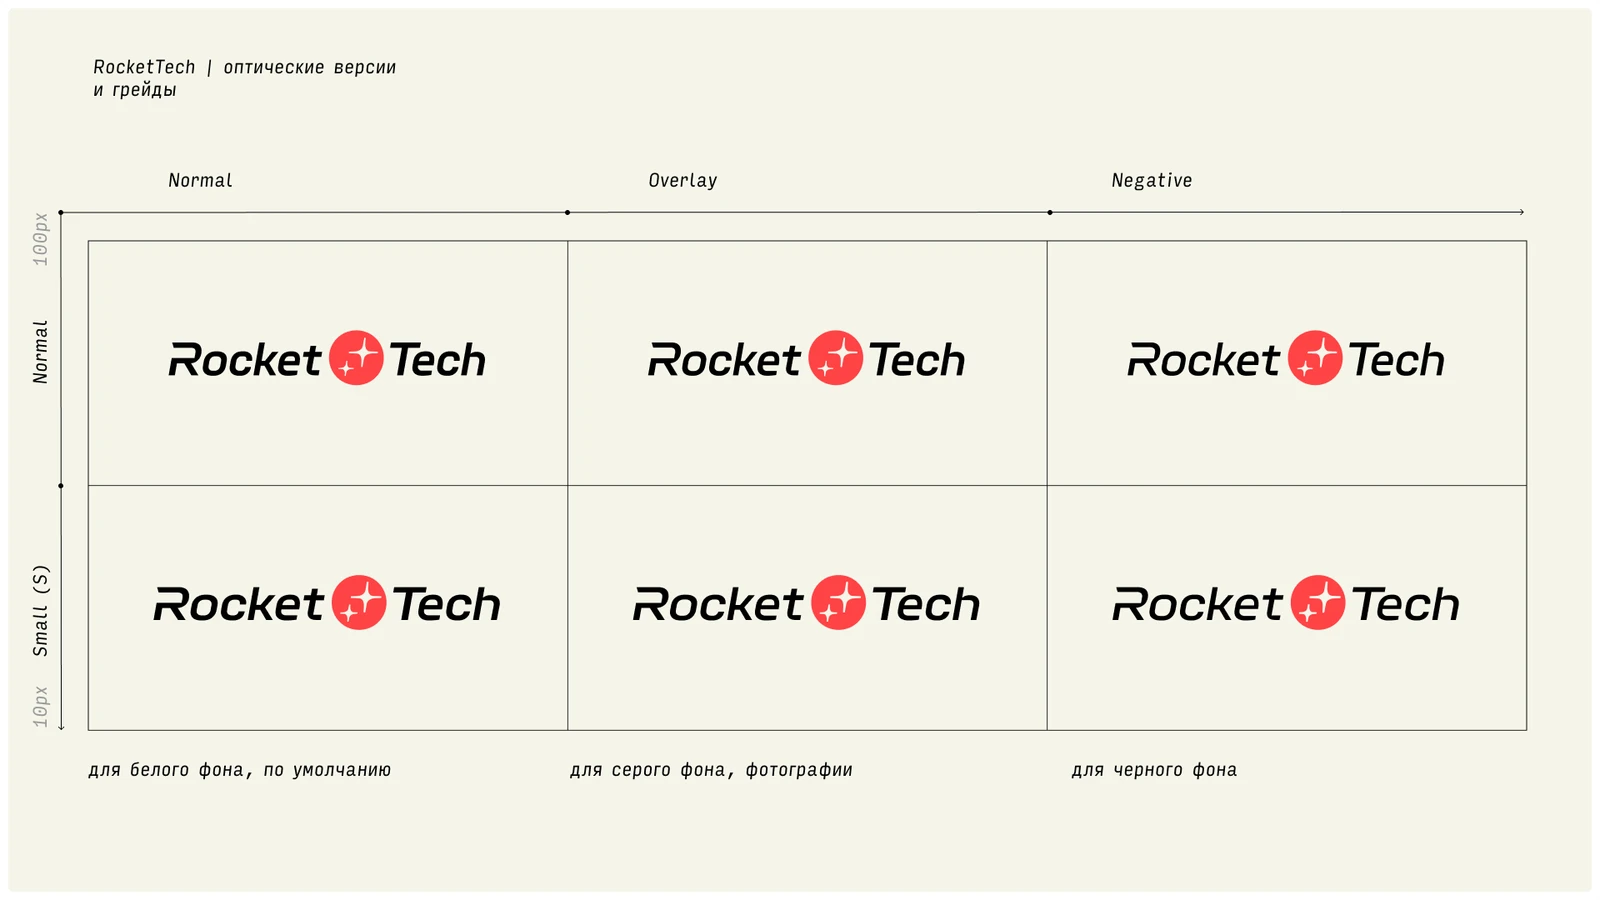 RocketTech | оптические версии
и грейды
Normal
Overlay
Negative
100px
Normal
Rocket Tech
Rocket Tech
Rocket Tech
Small (S)
10px
Rocket Tech
Rocket Tech
Rocket Tech
для белого фона, по умолчанию
для серого фона, фотографии
для черного фона